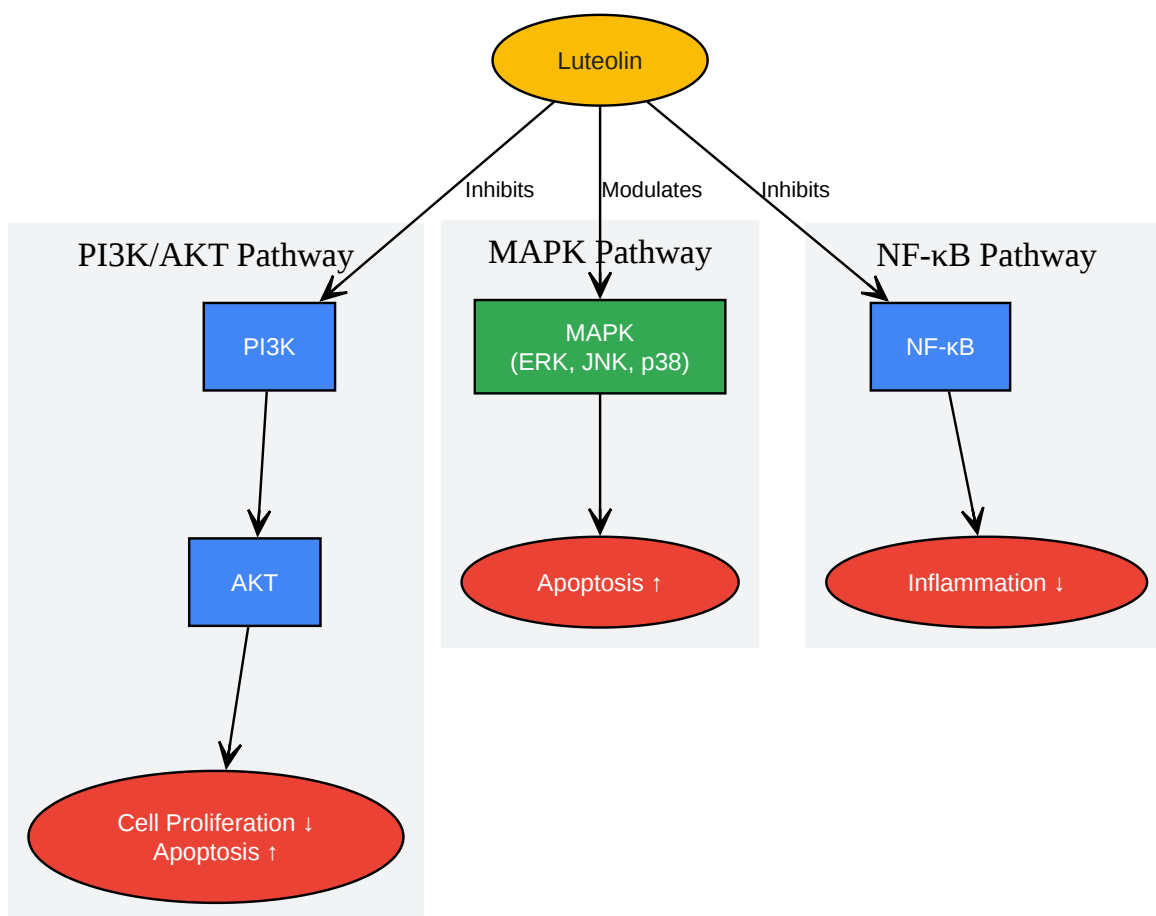 Luteolin
Inhibits
Modulates
Inhibits
PI3K/AKT Pathway
MAPK Pathway
NF-κB Pathway
PI3K
MAPK
(ERK, JNK, p38)
NF-κB
AKT
Apoptosis ↑
Inflammation ↓
Cell Proliferation ↓
Apoptosis ↑